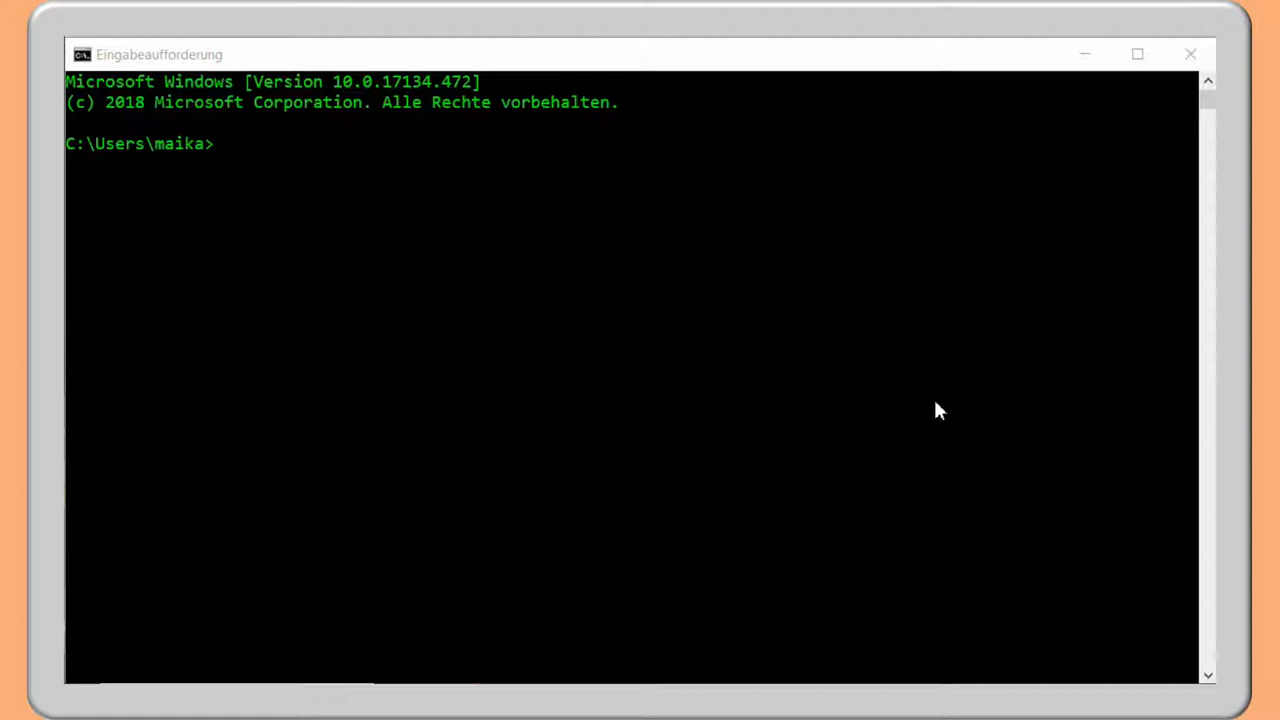 Eingabeaufforderung
Microsoft Windows [Version 10.0.17134.472]
(c) 2018 Microsoft Corporation. Alle Rechte vorbehalten.
C:\Users\maika>